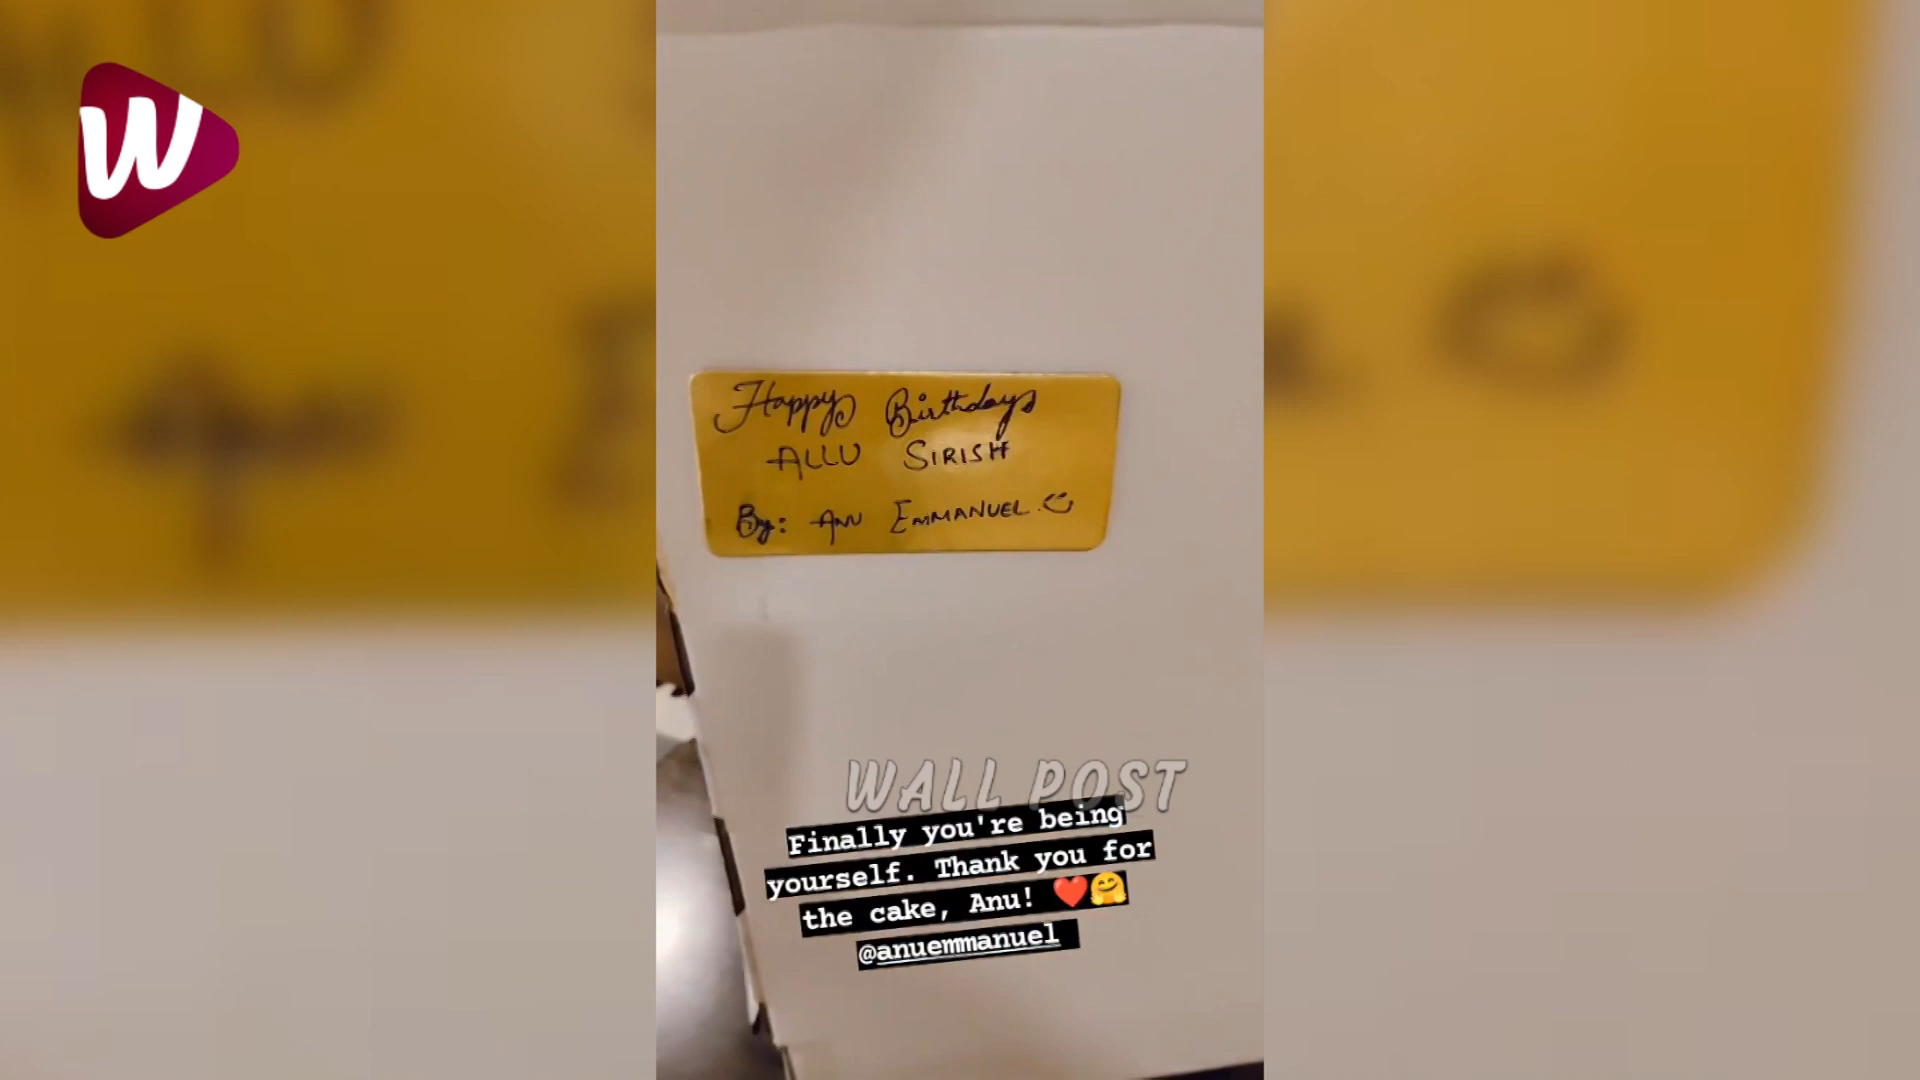 W
Happy Birthday
ALLU SIRISH
By: ANU EMMANUEL.
WALL POST
Finally you're being
yourself. Thank you for
the cake, Anu! ❤️🤗
@anuemmanuel